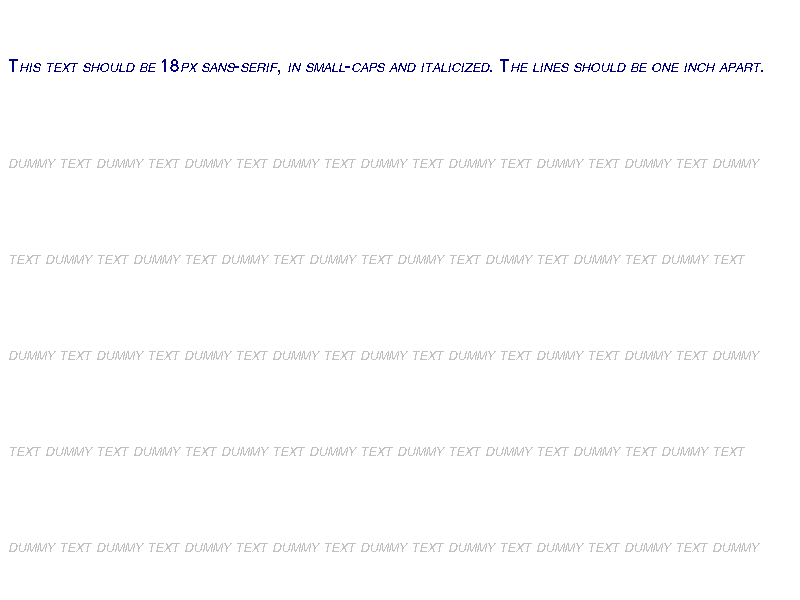 This text should be 18px sans-serif, in small-caps and italicized. The lines should be one inch apart.
dummy text dummy text dummy text dummy text dummy text dummy text dummy text dummy text dummy
text dummy text dummy text dummy text dummy text dummy text dummy text dummy text dummy text
dummy text dummy text dummy text dummy text dummy text dummy text dummy text dummy text dummy
text dummy text dummy text dummy text dummy text dummy text dummy text dummy text dummy text
dummy text dummy text dummy text dummy text dummy text dummy text dummy text dummy text dummy